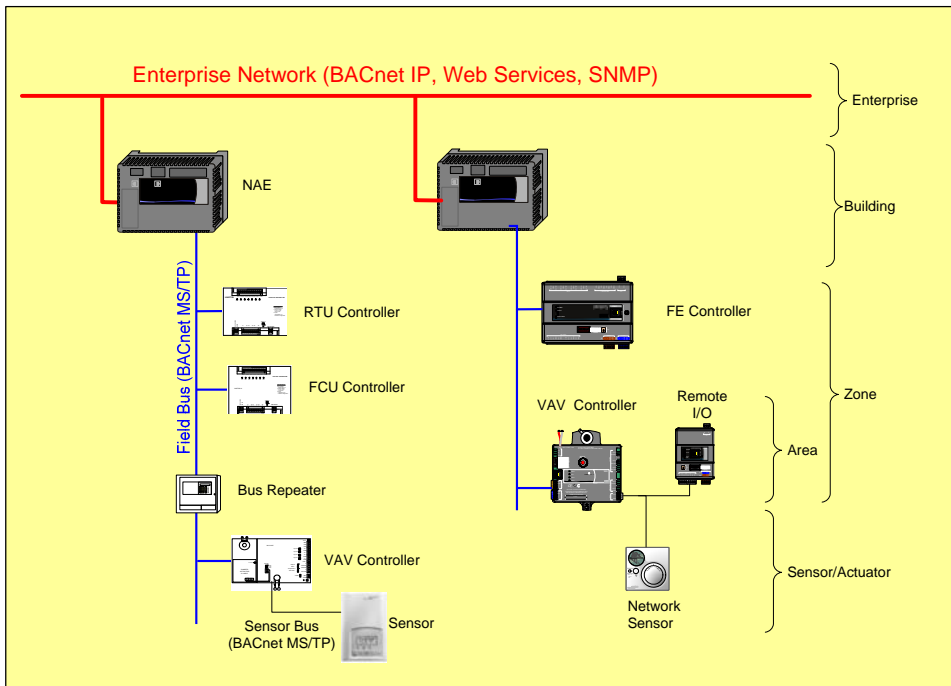 Enterprise Network (BACnet IP, Web Services, SNMP)
Enterprise
NAE
Building
Field Bus (BACnet MS/TP)
RTU Controller
FE Controller
FCU Controller
Zone
VAV Controller
Remote
I/O
Area
Bus Repeater
VAV Controller
Sensor/Actuator
Sensor Bus
(BACnet MS/TP)
Sensor
Network
Sensor